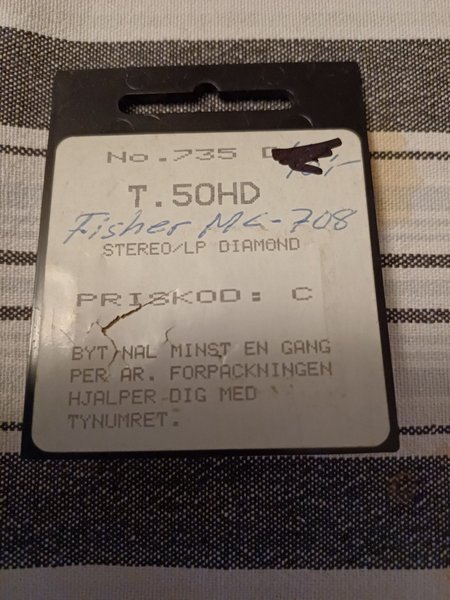 No.735 D
T.50HD
Fisher MC-708
STEREO/LP DIAMOND
PRISKOD: C
BYT NAL MINST EN GANG
PER AR. FORPACKNINGEN
HJALPER DIG MED
TYNUMRET.